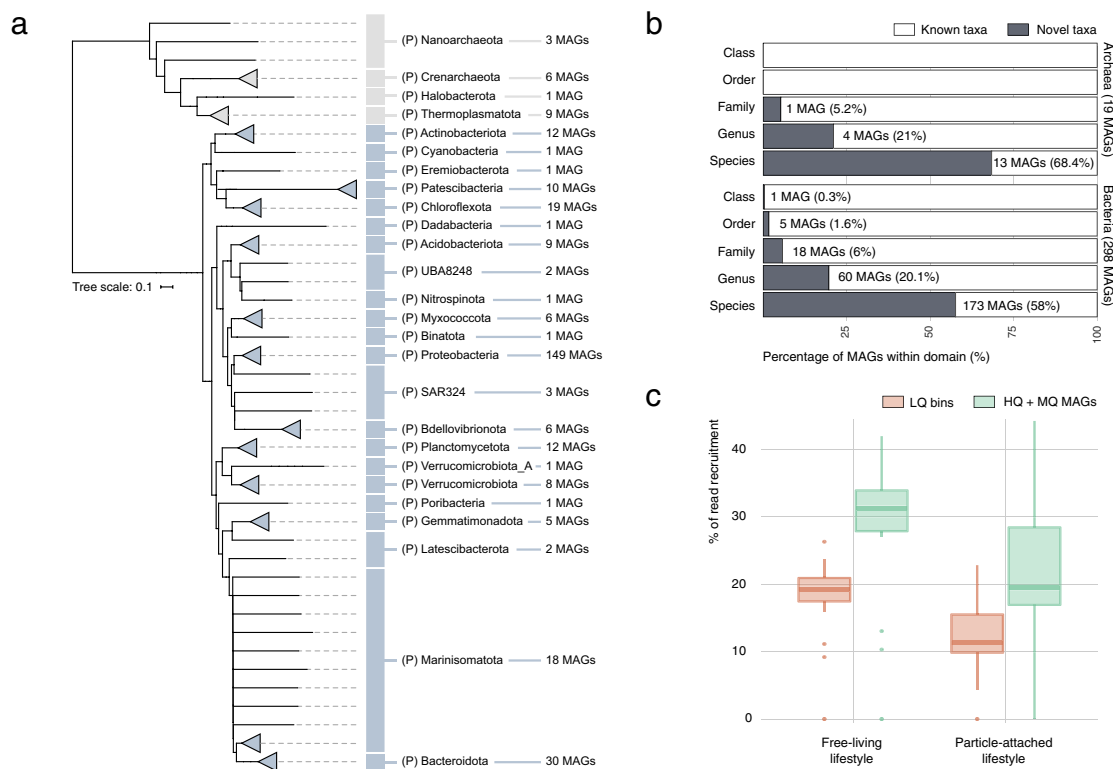 a
(P) Nanoarchaeota 3 MAGs
(P) Crenarchaeota 6 MAGs
(P) Halobacterota 1 MAG
(P) Thermoplasmatota 9 MAGs
(P) Actinobacteriota 12 MAGs
(P) Cyanobacteria 1 MAG
(P) Eremiobacterota 1 MAG
(P) Patescibacteria 10 MAGs
(P) Chloroflexota 19 MAGs
(P) Dadabacteria 1 MAG
(P) Acidobacteriota 9 MAGs
(P) UBA8248 2 MAGs
Tree scale: 0.1
(P) Nitrospinota 1 MAG
(P) Myxococcota 6 MAGs
(P) Binatota 1 MAG
(P) Proteobacteria 149 MAGs
(P) SAR324 3 MAGs
(P) Bdellovibrionota 6 MAGs
(P) Planctomycetota 12 MAGs
(P) Verrucomicrobiota_A 1 MAG
(P) Verrucomicrobiota 8 MAGs
(P) Poribacteria 1 MAG
(P) Gemmatimonadota 5 MAGs
(P) Latescibacterota 2 MAGs
(P) Marinisomatota 18 MAGs
(P) Bacteroidota 30 MAGs
b
Known taxa Novel taxa
Class
Order
Family 1 MAG (5.2%)
Genus 4 MAGs (21%)
Species 13 MAGs (68.4%)
Archaea (19 MAGs)
Class 1 MAG (0.3%)
Order 5 MAGs (1.6%)
Family 18 MAGs (6%)
Genus 60 MAGs (20.1%)
Species 173 MAGs (58%)
Bacteria (298 MAGs)
25 50 75 100
Percentage of MAGs within domain (%)
c
LQ bins HQ + MQ MAGs
% of read recruitment
40
30
20
10
0
Free-living
lifestyle
Particle-attached
lifestyle